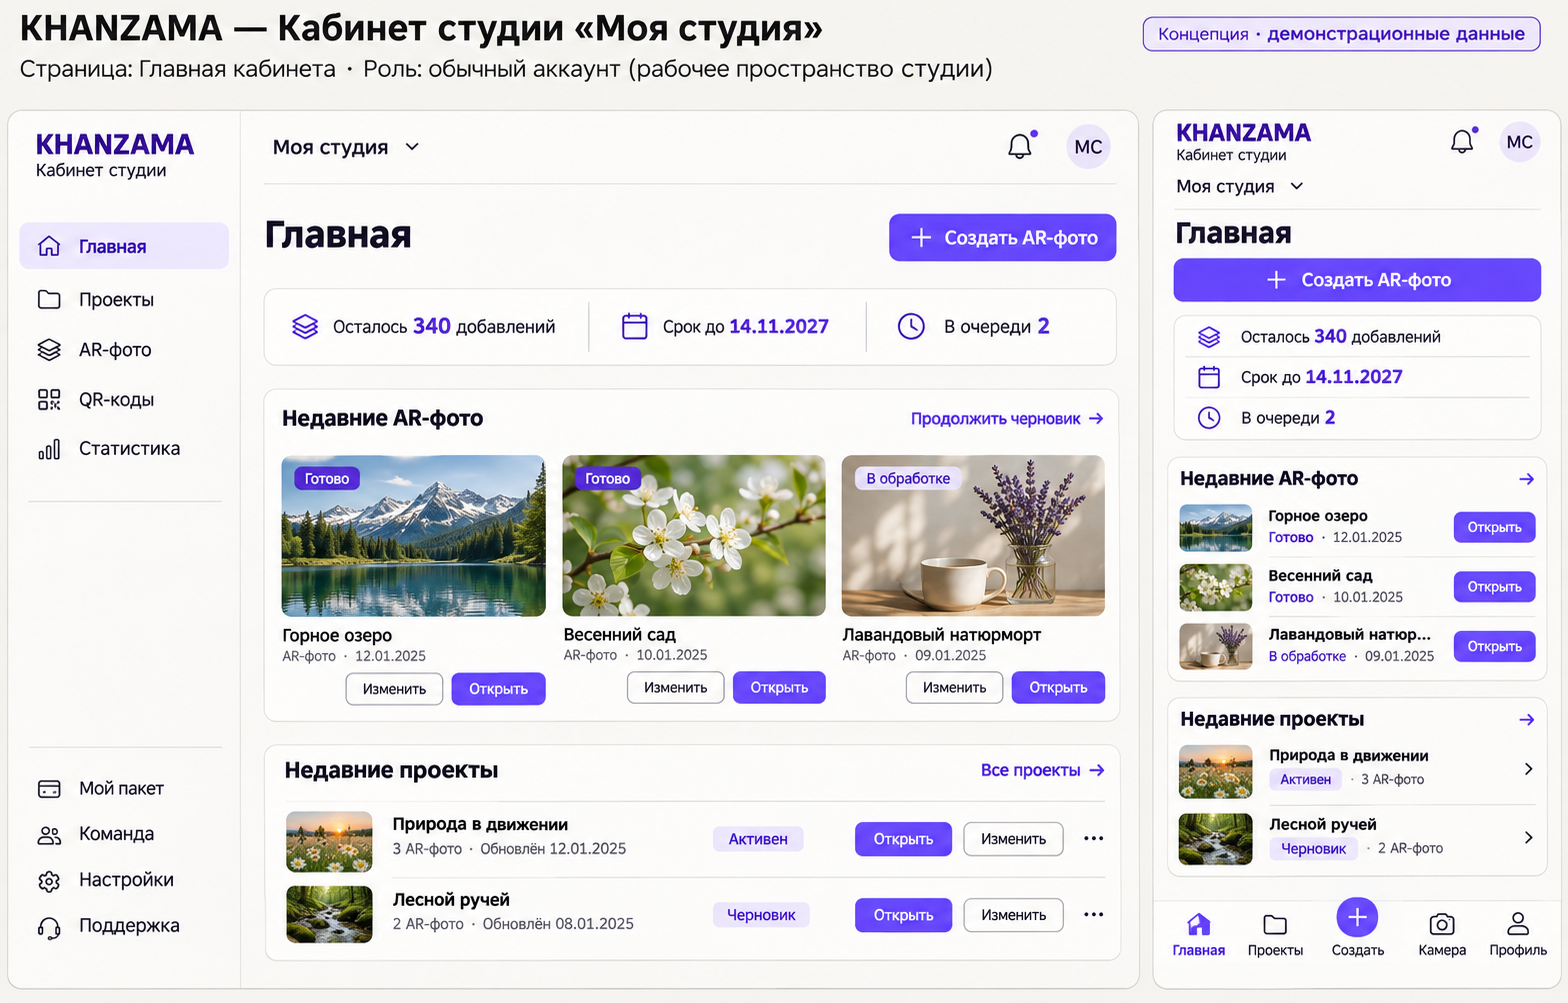 KHANZAMA — Кабинет студии «Моя студия»
Страница: Главная кабинета · Роль: обычный аккаунт (рабочее пространство студии)
Концепция · демонстрационные данные
KHANZAMA
Кабинет студии
Главная
Проекты
AR-фото
QR-коды
Статистика
Мой пакет
Команда
Настройки
Поддержка
Моя студия
МС
Главная
+ Создать AR-фото
Осталось 340 добавлений
Срок до 14.11.2027
В очереди 2
Недавние AR-фото
Продолжить черновик →
Готово
Готово
В обработке
Горное озеро
AR-фото · 12.01.2025
Изменить
Открыть
Весенний сад
AR-фото · 10.01.2025
Изменить
Открыть
Лавандовый натюрморт
AR-фото · 09.01.2025
Изменить
Открыть
Недавние проекты
Все проекты →
Природа в движении
3 AR-фото · Обновлён 12.01.2025
Активен
Открыть
Изменить
Лесной ручей
2 AR-фото · Обновлён 08.01.2025
Черновик
Открыть
Изменить
KHANZAMA
Кабинет студии
МС
Моя студия
Главная
+ Создать AR-фото
Осталось 340 добавлений
Срок до 14.11.2027
В очереди 2
Недавние AR-фото →
Горное озеро
Готово · 12.01.2025
Открыть
Весенний сад
Готово · 10.01.2025
Открыть
Лавандовый натюр...
В обработке · 09.01.2025
Открыть
Недавние проекты →
Природа в движении
Активен · 3 AR-фото
Лесной ручей
Черновик · 2 AR-фото
Главная
Проекты
Создать
Камера
Профиль